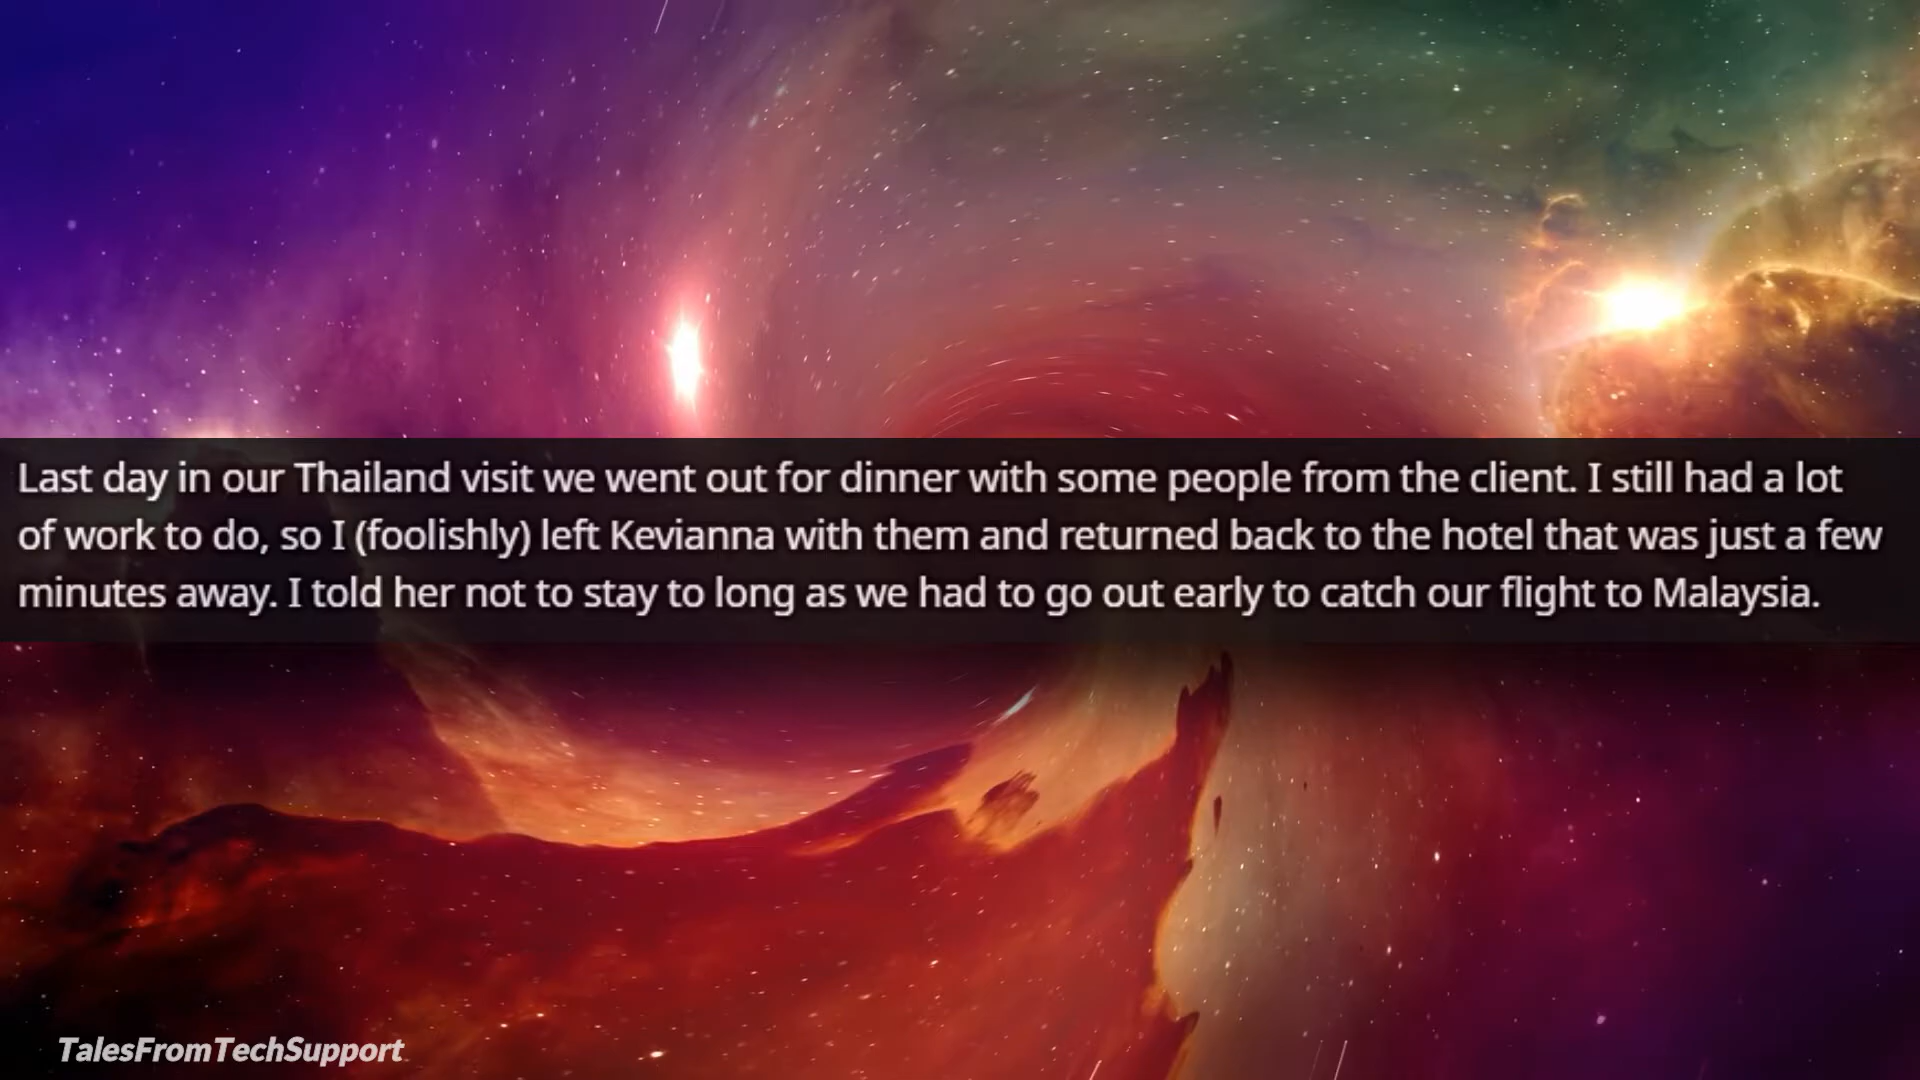 Last day in our Thailand visit we went out for dinner with some people from the client. I still had a lot
of work to do, so I (foolishly) left Kevianna with them and returned back to the hotel that was just a few
minutes away. I told her not to stay to long as we had to go out early to catch our flight to Malaysia.
TalesFromTechSupport